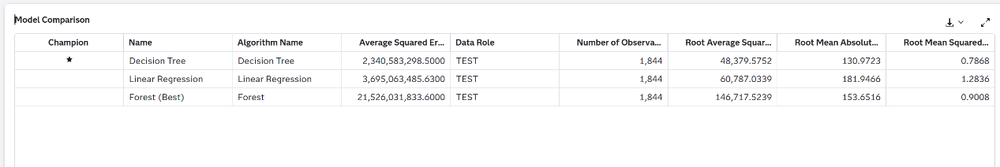 Model Comparison
Champion Name Algorithm Name Average Squared Er... Data Role Number of Observa... Root Average Squar... Root Mean Absolut... Root Mean Squared...
★ Decision Tree Decision Tree 2,340,583,298.5000 TEST 1,844 48,379.5752 130.9723 0.7868
Linear Regression Linear Regression 3,695,063,485.6300 TEST 1,844 60,787.0339 181.9466 1.2836
Forest (Best) Forest 21,526,031,833.6000 TEST 1,844 146,717.5239 153.6516 0.9008